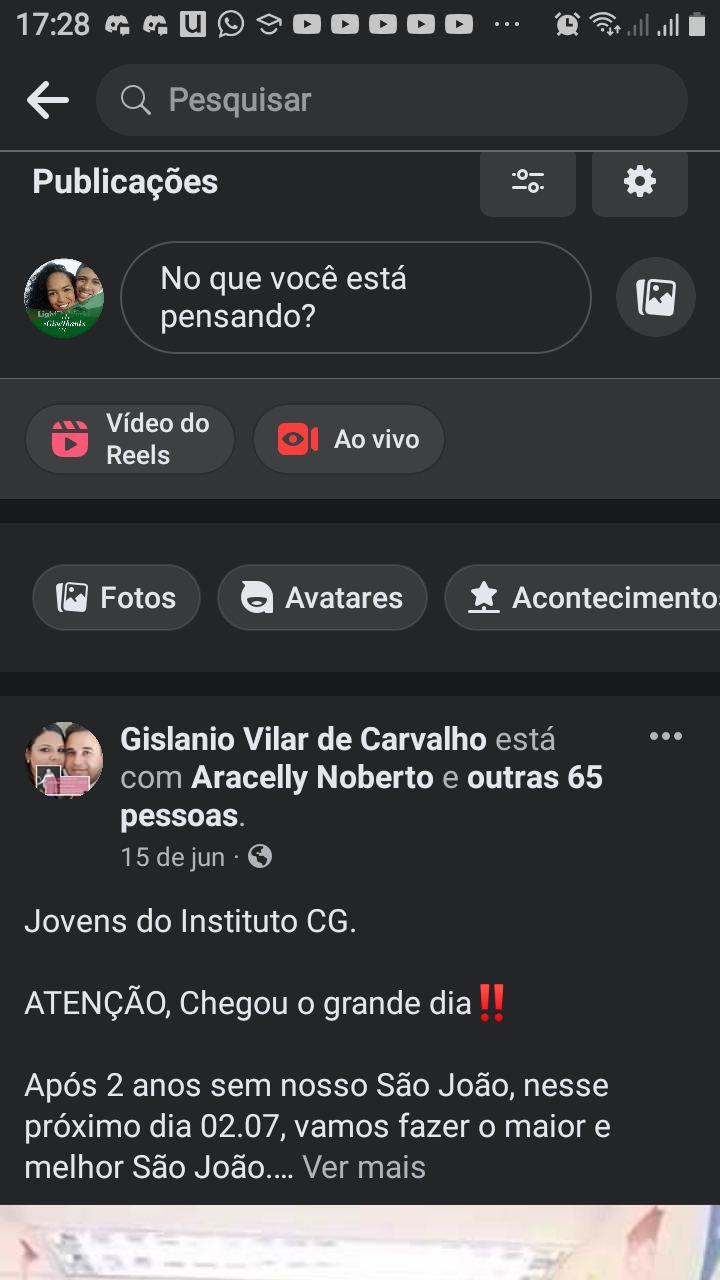 17:28
Pesquisar
Publicações
No que você está
pensando?
Vídeo do
Reels
Ao vivo
Fotos
Avatares
Acontecimentos
Gislanio Vilar de Carvalho está
com Aracelly Noberto e outras 65
pessoas.
15 de jun ·
Jovens do Instituto CG.
ATENÇÃO, Chegou o grande dia‼️
Após 2 anos sem nosso São João, nesse
próximo dia 02.07, vamos fazer o maior e
melhor São João.... Ver mais